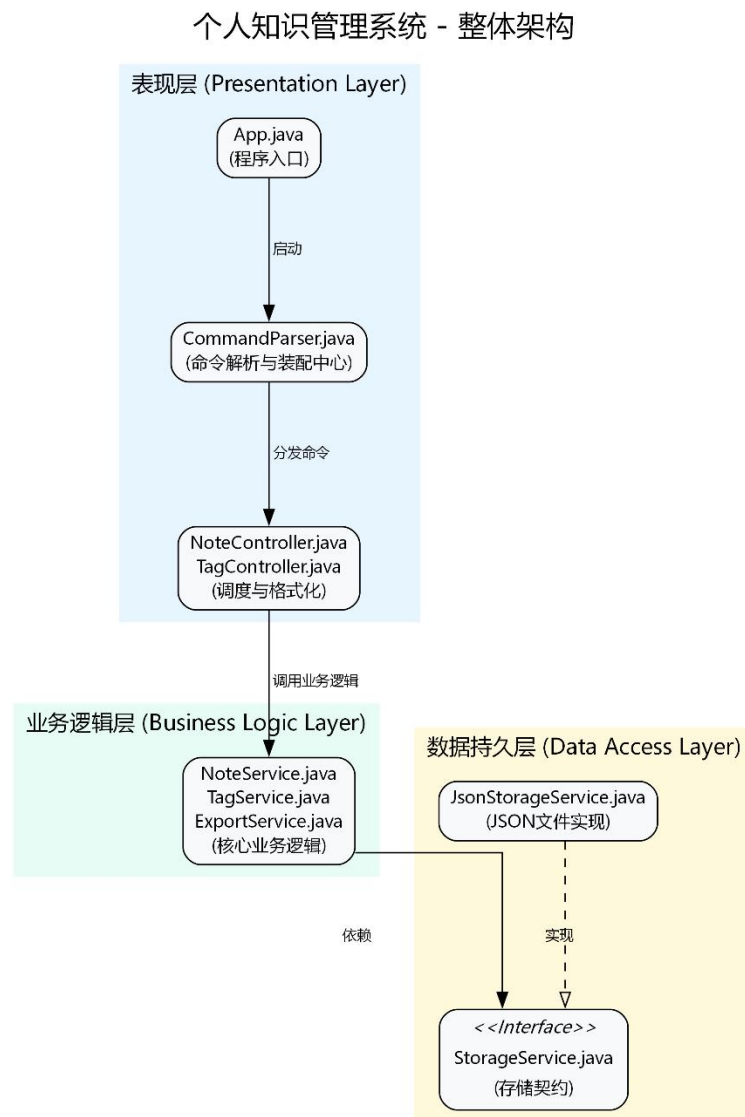 个人知识管理系统 - 整体架构
表现层 (Presentation Layer)
App.java
(程序入口)
启动
CommandParser.java
(命令解析与装配中心)
分发命令
NoteController.java
TagController.java
(调度与格式化)
调用业务逻辑
业务逻辑层 (Business Logic Layer)
NoteService.java
TagService.java
ExportService.java
(核心业务逻辑)
数据持久层 (Data Access Layer)
JsonStorageService.java
(JSON文件实现)
依赖
实现
<<Interface>>
StorageService.java
(存储契约)